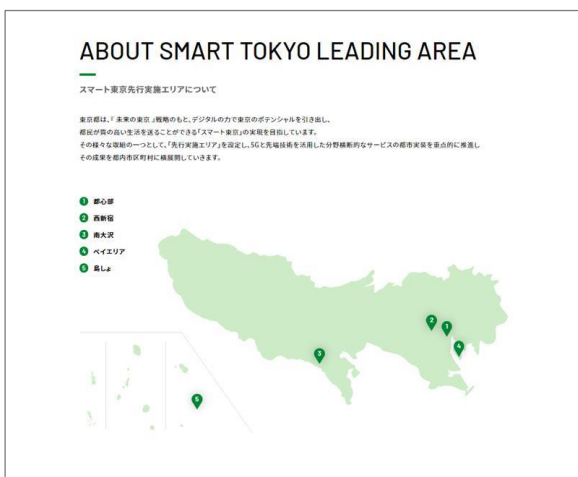 ABOUT SMART TOKYO LEADING AREA
スマート東京先行実施エリアについて
東京都は、『 未来の東京 』戦略のもと、デジタルの力で東京のポテンシャルを引き出し、
都民が質の高い生活を送ることができる「スマート東京」の実現を目指しています。
その様々な取組の一つとして、「先行実施エリア」を設定し、5Gと先端技術を活用した分野横断的なサービスの都市実装を重点的に推進し
その成果を都内市区町村に横展開していきます。
1 都心部
2 西新宿
3 南大沢
4 ベイエリア
5 島しょ
2
1
4
3
5